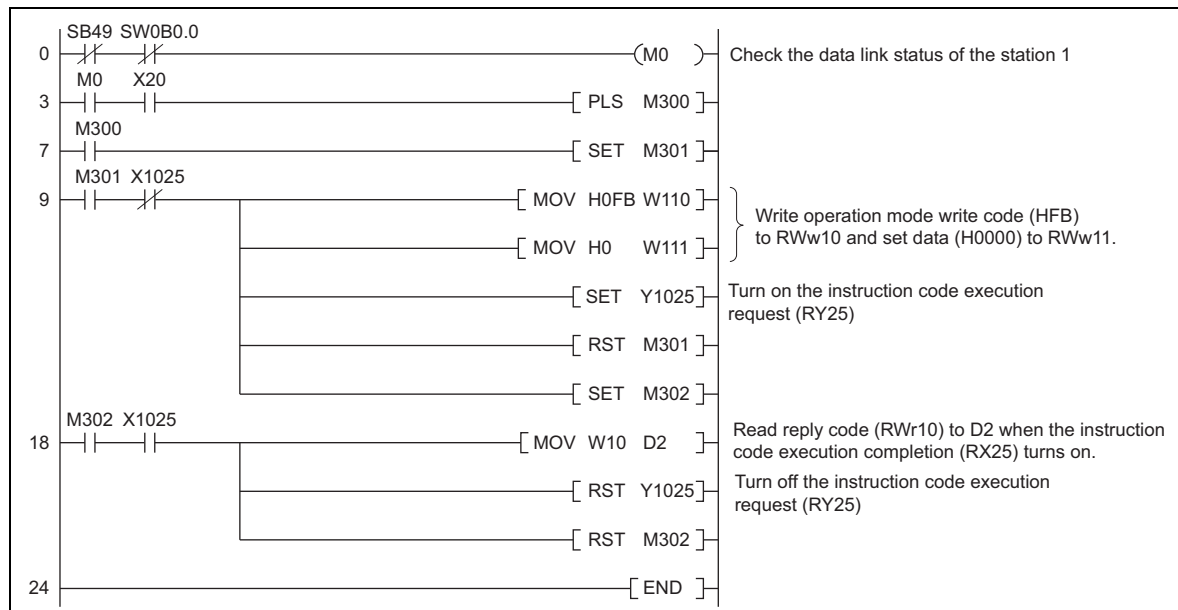 SB49 SW0B0.0
0 M0 Check the data link status of the station 1
M0 X20
3 PLS M300
M300
7 SET M301
M301 X1025
9 MOV H0FB W110
Write operation mode write code (HFB)
to RWw10 and set data (H0000) to RWw11.
MOV H0 W111
SET Y1025 Turn on the instruction code execution
request (RY25)
RST M301
SET M302
M302 X1025
18 MOV W10 D2 Read reply code (RWr10) to D2 when the instruction
code execution completion (RX25) turns on.
RST Y1025 Turn off the instruction code execution
request (RY25)
RST M302
24 END